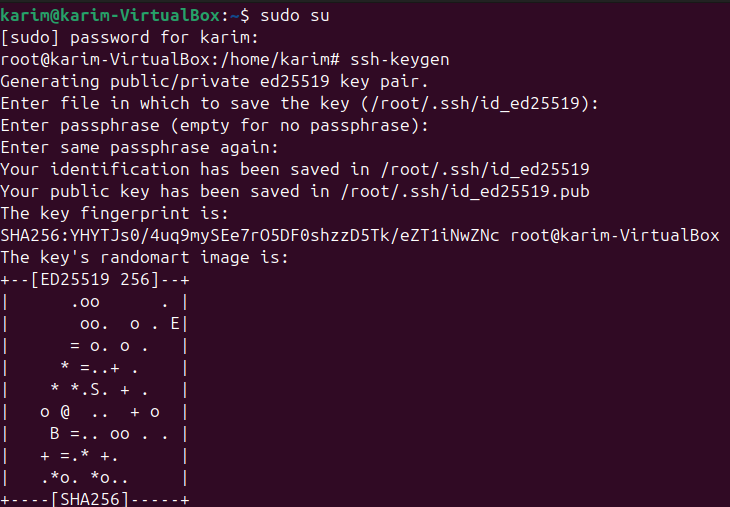 karim@karim-VirtualBox:~$ sudo su
[sudo] password for karim:
root@karim-VirtualBox:/home/karim# ssh-keygen
Generating public/private ed25519 key pair.
Enter file in which to save the key (/root/.ssh/id_ed25519):
Enter passphrase (empty for no passphrase):
Enter same passphrase again:
Your identification has been saved in /root/.ssh/id_ed25519
Your public key has been saved in /root/.ssh/id_ed25519.pub
The key fingerprint is:
SHA256:YHYTJs0/4uq9mySEe7rO5DF0shzzD5Tk/eZT1iNwZNc root@karim-VirtualBox
The key's randomart image is:
+--[ED25519 256]--+
|      .oo      . |
|       oo.  o . E|
|      = o. o .   |
|     * =..+ .    |
|    * *.S. + .   |
|   o @  ..  + o  |
|    B =.. oo . . |
|   + =.* +.      |
|   .*o. *o..     |
+----[SHA256]-----+